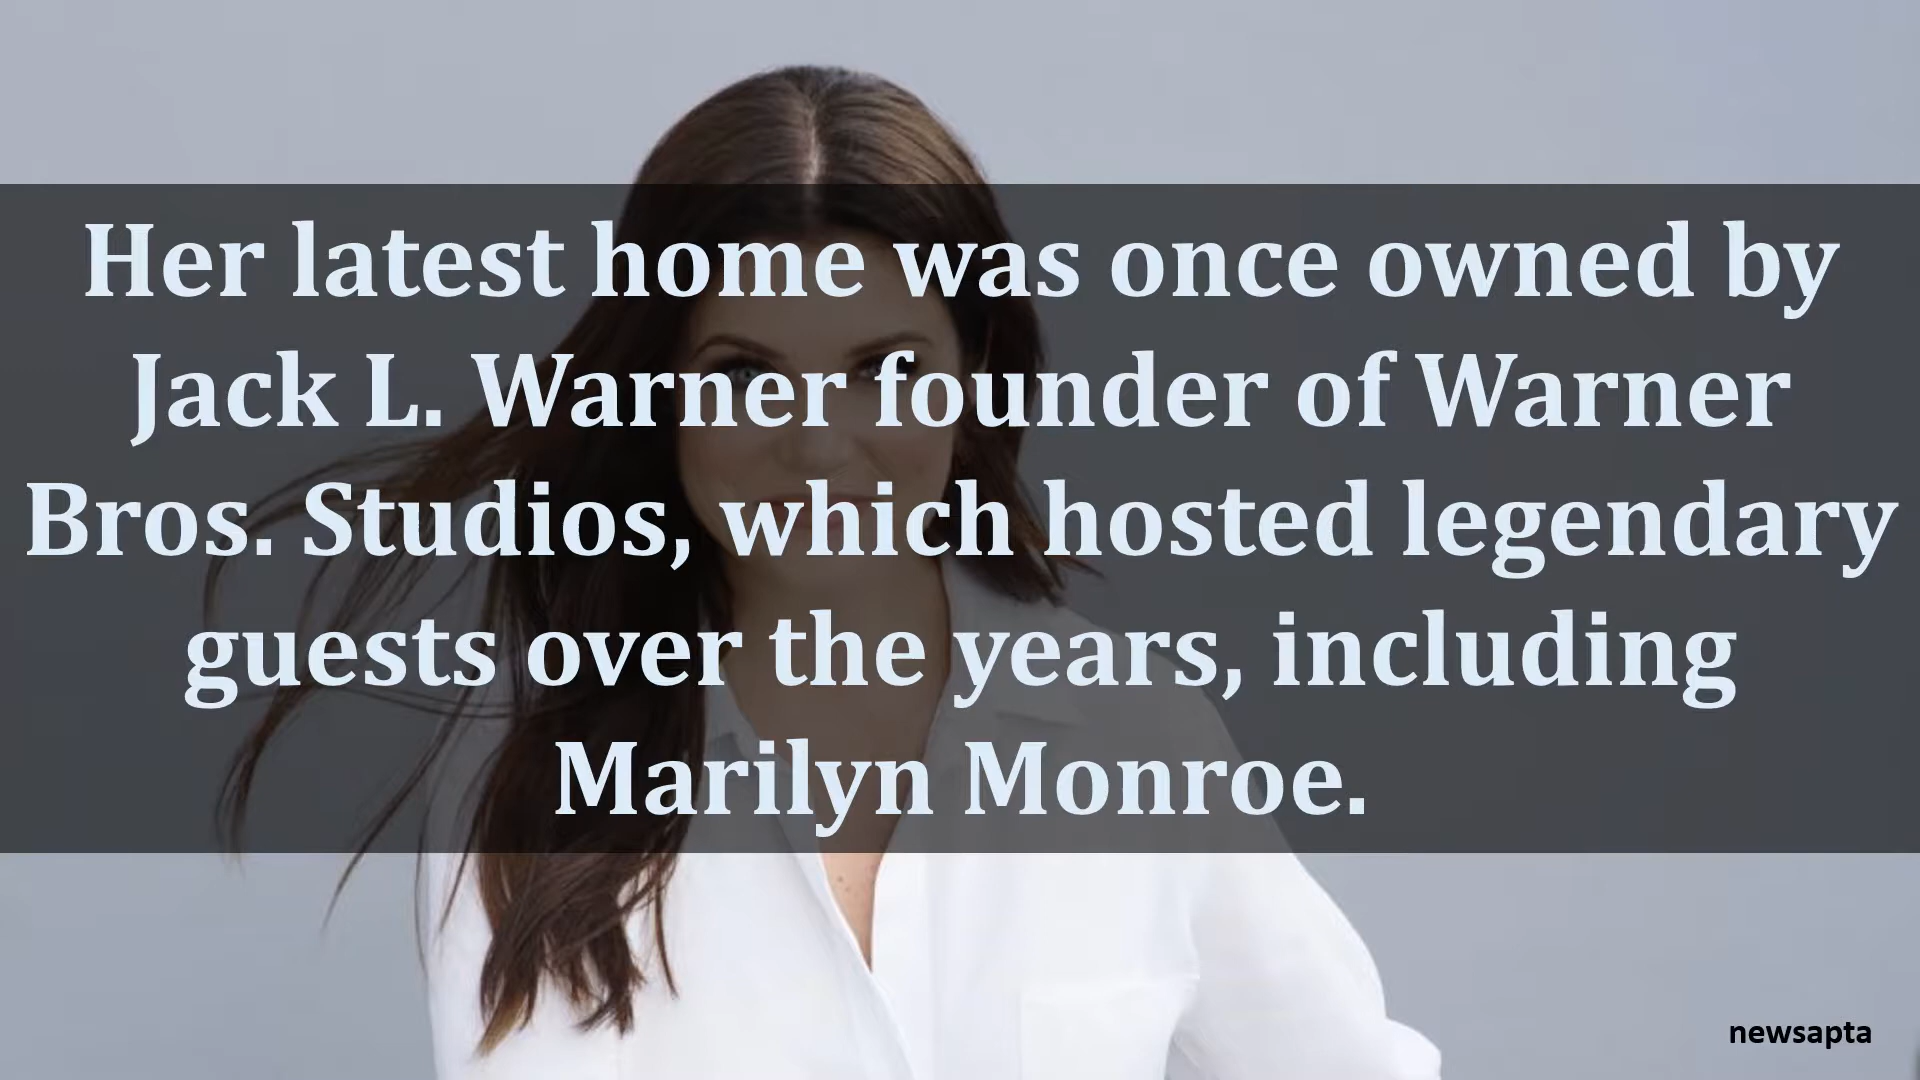 Her latest home was once owned by
Jack L. Warner founder of Warner
Bros. Studios, which hosted legendary
guests over the years, including
Marilyn Monroe.
newsapta